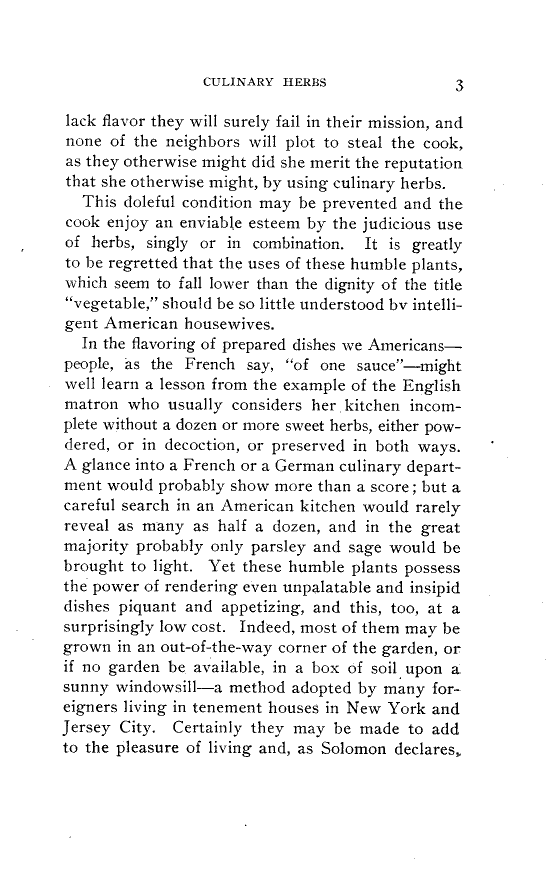 CULINARY HERBS 3
lack flavor they will surely fail in their mission, and
none of the neighbors will plot to steal the cook,
as they otherwise might did she merit the reputation
that she otherwise might, by using culinary herbs.
This doleful condition may be prevented and the
cook enjoy an enviable esteem by the judicious use
of herbs, singly or in combination. It is greatly
to be regretted that the uses of these humble plants,
which seem to fall lower than the dignity of the title
“vegetable,” should be so little understood bv intelli-
gent American housewives.
In the flavoring of prepared dishes we Americans—
people, as the French say, “of one sauce”—might
well learn a lesson from the example of the English
matron who usually considers her kitchen incom-
plete without a dozen or more sweet herbs, either pow-
dered, or in decoction, or preserved in both ways.
A glance into a French or a German culinary depart-
ment would probably show more than a score; but a
careful search in an American kitchen would rarely
reveal as many as half a dozen, and in the great
majority probably only parsley and sage would be
brought to light. Yet these humble plants possess
the power of rendering even unpalatable and insipid
dishes piquant and appetizing, and this, too, at a
surprisingly low cost. Indeed, most of them may be
grown in an out-of-the-way corner of the garden, or
if no garden be available, in a box of soil upon a
sunny windowsill—a method adopted by many for-
eigners living in tenement houses in New York and
Jersey City. Certainly they may be made to add
to the pleasure of living and, as Solomon declares,